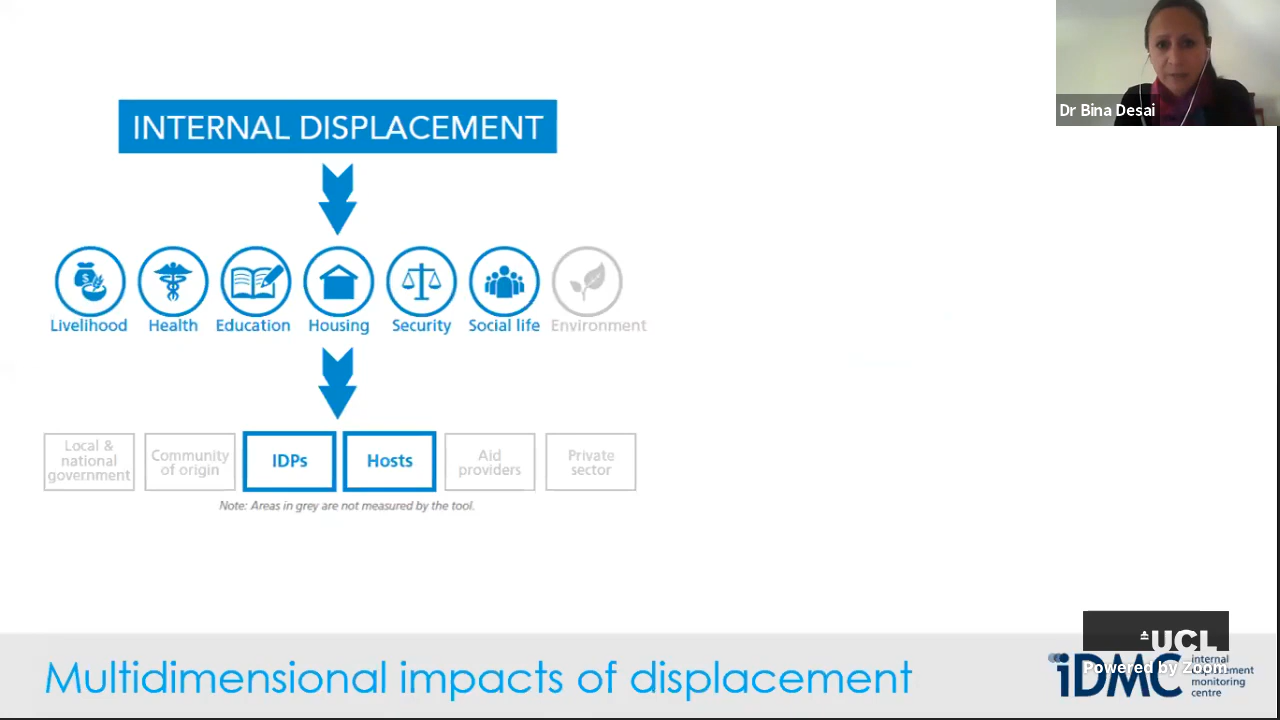 Dr Bina Desai
INTERNAL DISPLACEMENT
$
Livelihood Health Education Housing Security Social life Environment
Local &
national
government
Community
of origin
IDPs
Hosts
Aid
providers
Private
sector
Note: Areas in grey are not measured by the tool.
Multidimensional impacts of displacement
UCL
Powered by Zoom
iDMC
internal
displacement
monitoring
centre